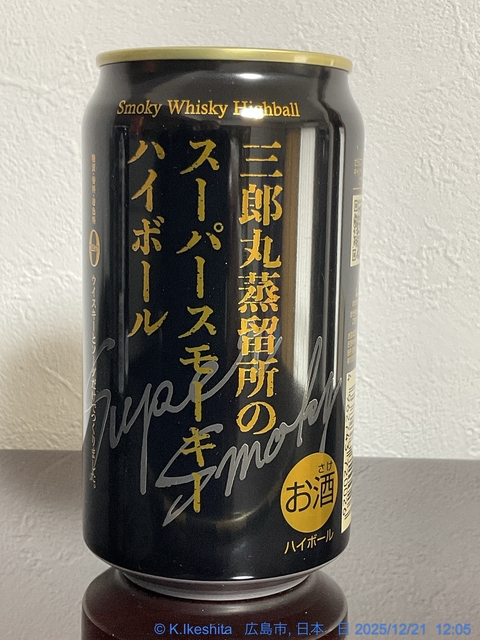 Smoky Whisky Highball
三郎丸蒸留所の
スーパースモーキー
ハイボール
Super
Smoky
さけ
お酒
ハイボール
© K.Ikeshita 広島市, 日本 日 2025/12/21 12:05